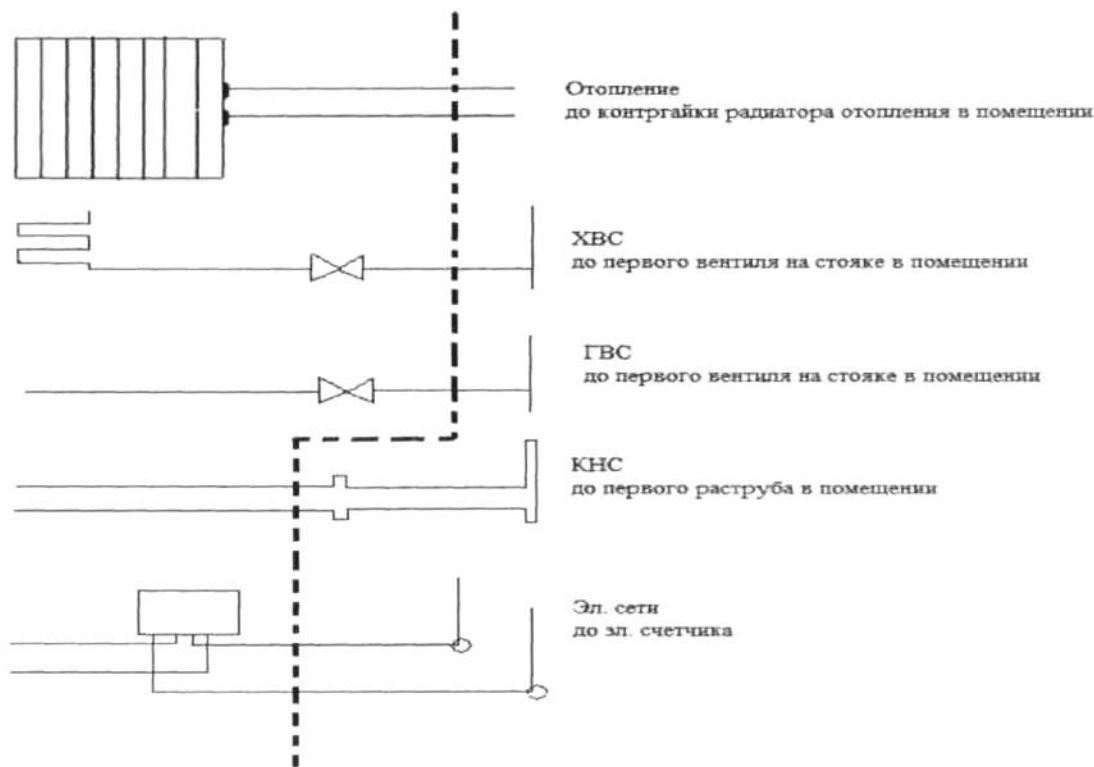 Отопление
до контргайки радиатора отопления в помещении
ХВС
до первого вентиля на стояке в помещении
ГВС
до первого вентиля на стояке в помещении
КНС
до первого раструба в помещении
Эл. сети
до эл. счетчика